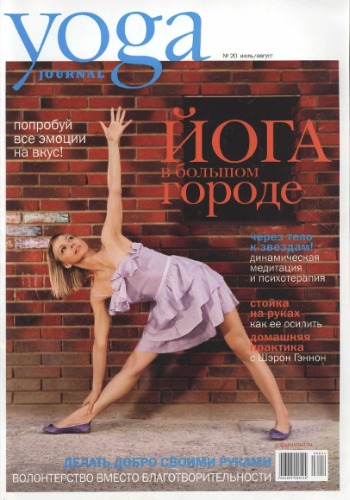 yoga
JOURNAL
№ 20 июль/август
попробуй
все эмоции
на вкус!
ЙОГА
в большом
городе
через тело
к звездам!
динамическая
медитация
и психотерапия
стойка
на руках
как ее осилить
домашняя
практика
с Шэрон Гэннон
ДЕЛАТЬ ДОБРО СВОИМИ РУКАМИ
ВОЛОНТЕРСТВО ВМЕСТО БЛАГОТВОРИТЕЛЬНОСТИ